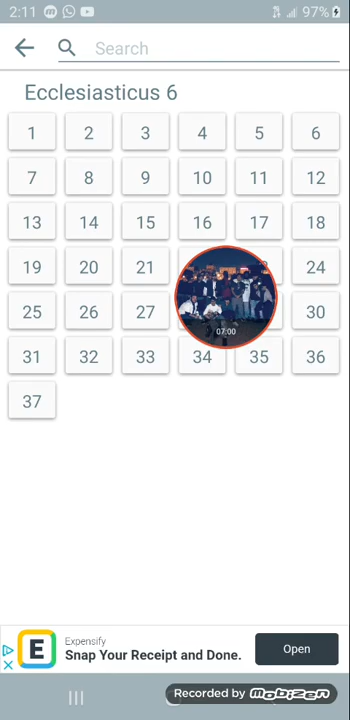 2:11
97%
Search
Ecclesiasticus 6
1 2 3 4 5 6
7 8 9 10 11 12
13 14 15 16 17 18
19 20 21 24
25 26 27 30
07:00
31 32 33 34 35 36
37
Expensify
Snap Your Receipt and Done.
Open
E
Recorded by mobizen